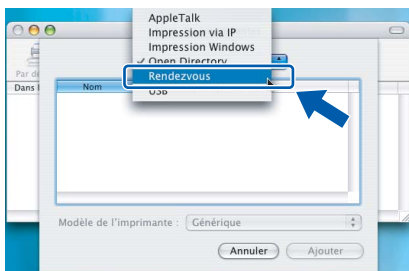 AppleTalk
Impression via IP
Impression Windows
✓ Open Directory
Rendezvous
USB
Par dé
Dans l
Nom
Modèle de l'imprimante : Générique
Annuler
Ajouter